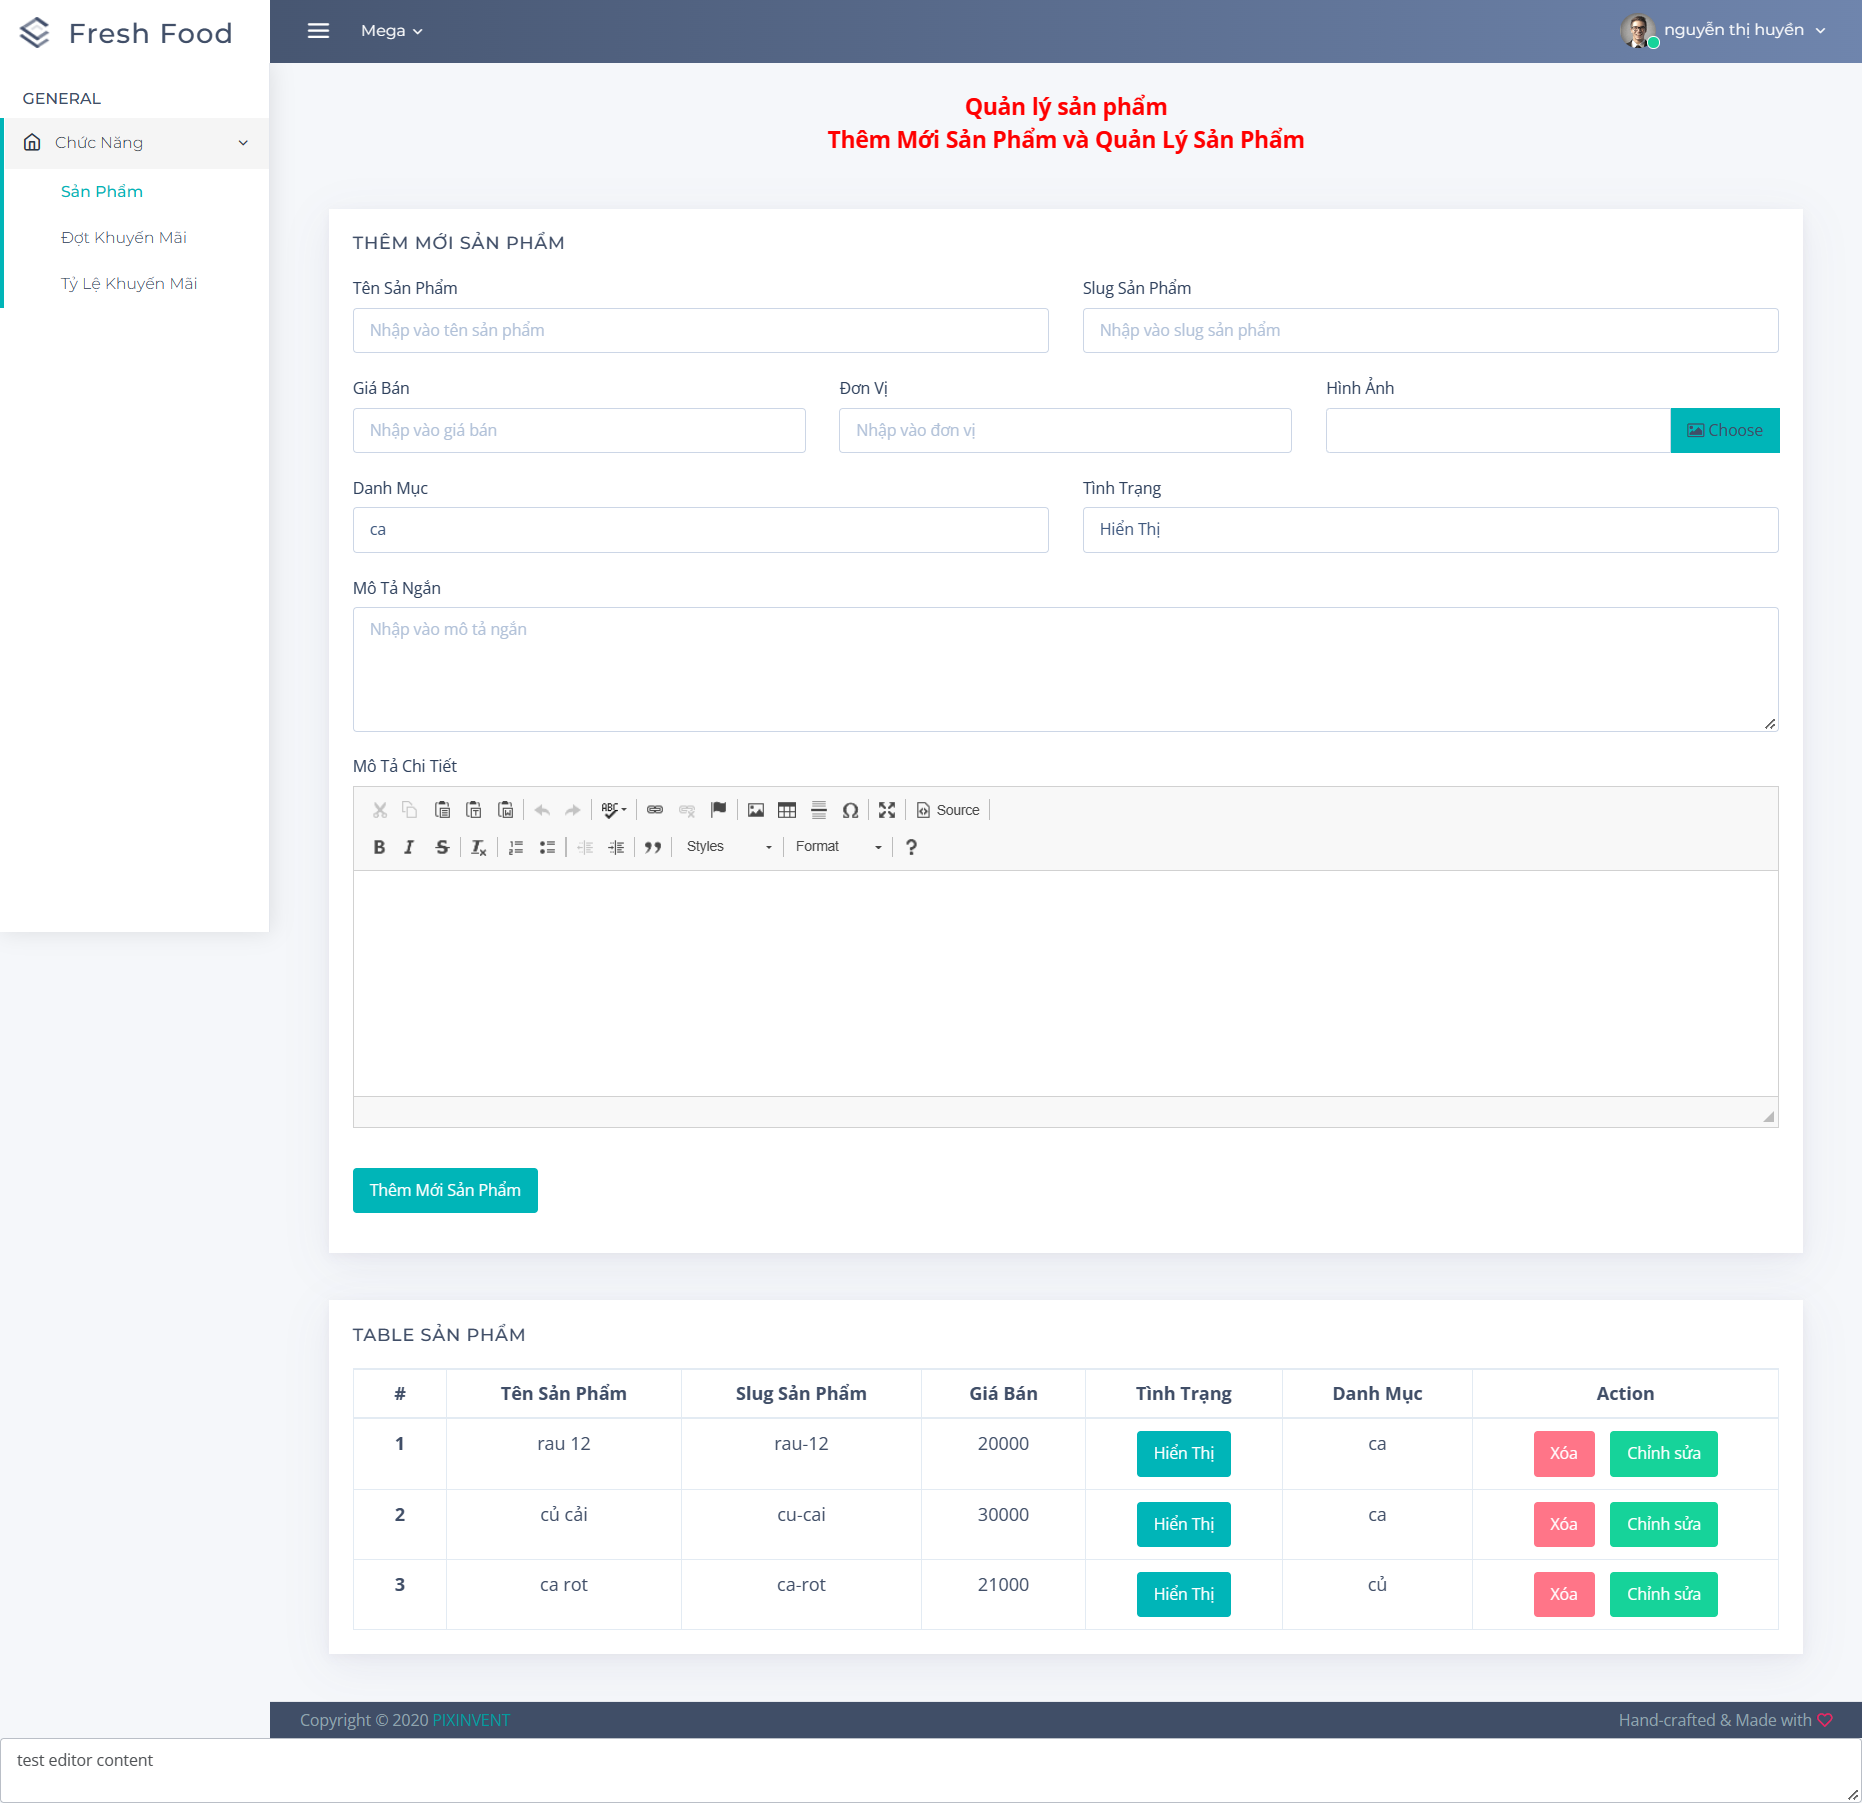 Fresh Food
Mega
nguyễn thị huyền
GENERAL
Chức Năng
Sản Phẩm
Đợt Khuyến Mãi
Tỷ Lệ Khuyến Mãi
Quản lý sản phẩm
Thêm Mới Sản Phẩm và Quản Lý Sản Phẩm
THÊM MỚI SẢN PHẨM
Tên Sản Phẩm Slug Sản Phẩm
Nhập vào tên sản phẩm Nhập vào slug sản phẩm
Giá Bán Đơn Vị Hình Ảnh
Nhập vào giá bán Nhập vào đơn vị Choose
Danh Mục Tình Trạng
ca Hiển Thị
Mô Tả Ngắn
Nhập vào mô tả ngắn
Mô Tả Chi Tiết
Source
Styles Format
Thêm Mới Sản Phẩm
TABLE SẢN PHẨM
# Tên Sản Phẩm Slug Sản Phẩm Giá Bán Tình Trạng Danh Mục Action
1 rau 12 rau-12 20000 Hiển Thị ca Xóa Chỉnh sửa
2 củ cải cu-cai 30000 Hiển Thị ca Xóa Chỉnh sửa
3 ca rot ca-rot 21000 Hiển Thị củ Xóa Chỉnh sửa
Copyright © 2020 PIXINVENT Hand-crafted & Made with
test editor content